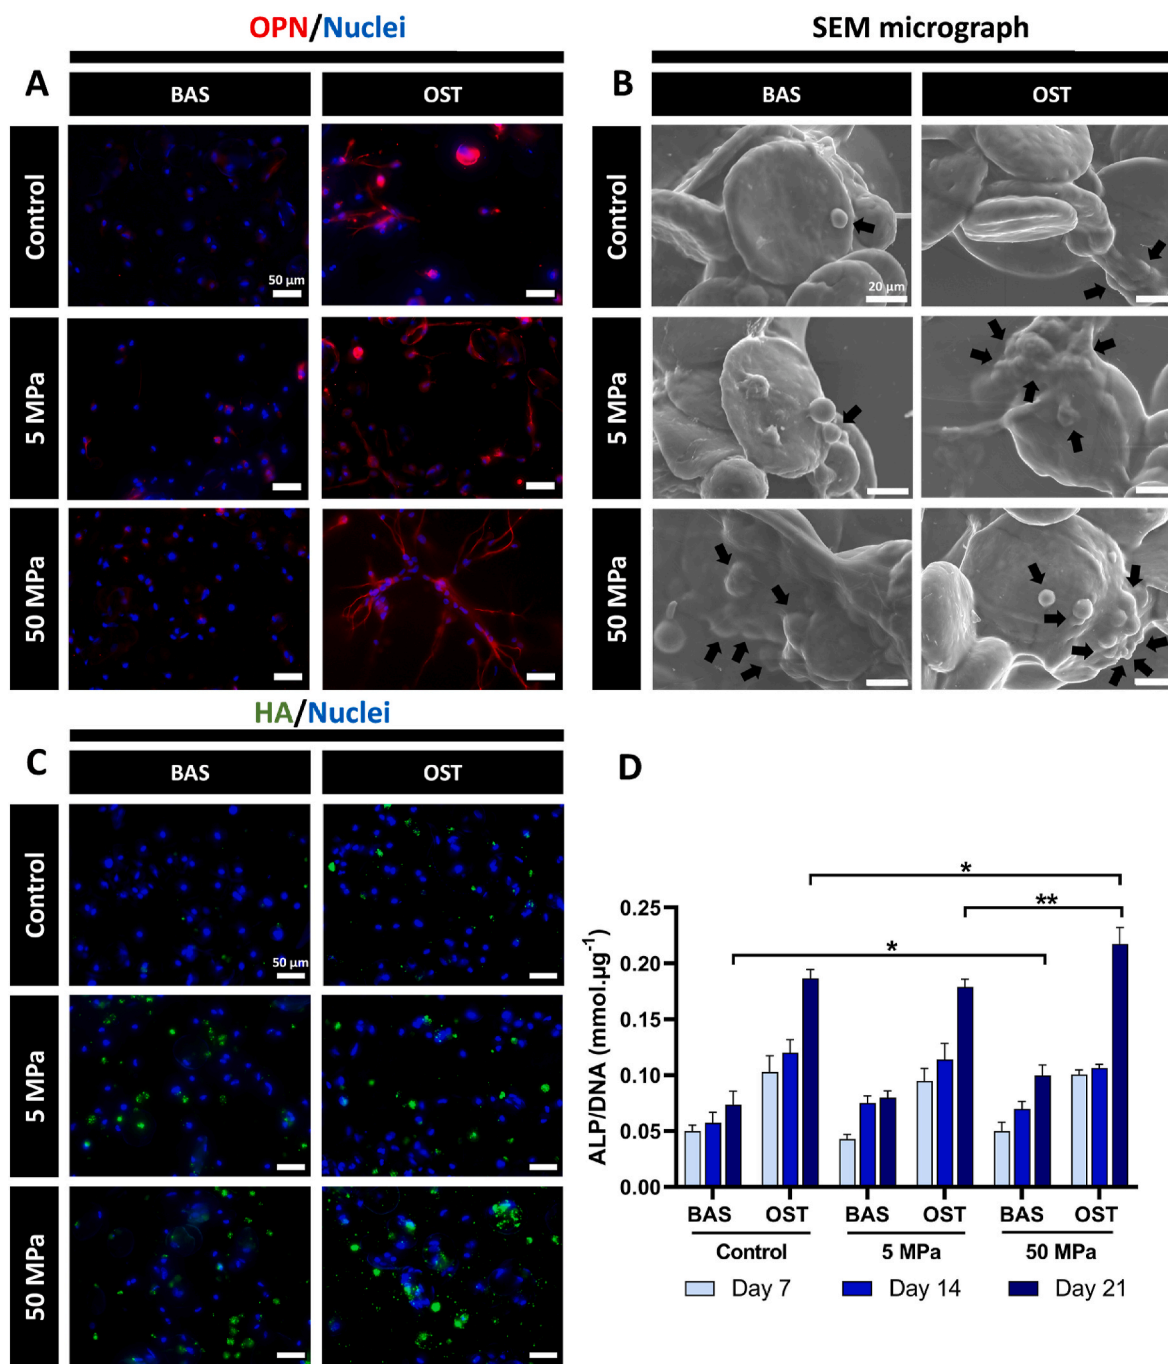 OPN/Nuclei
SEM micrograph
A
BAS
OST
B
BAS
OST
Control
50 µm
Control
20 µm
5 MPa
5 MPa
50 MPa
50 MPa
HA/Nuclei
C
BAS
OST
D
Control
50 µm
5 MPa
50 MPa
*
**
*
ALP/DNA (mmol.µg-1)
0.25
0.20
0.15
0.10
0.05
0.00
BAS OST BAS OST BAS OST
Control 5 MPa 50 MPa
Day 7 Day 14 Day 21